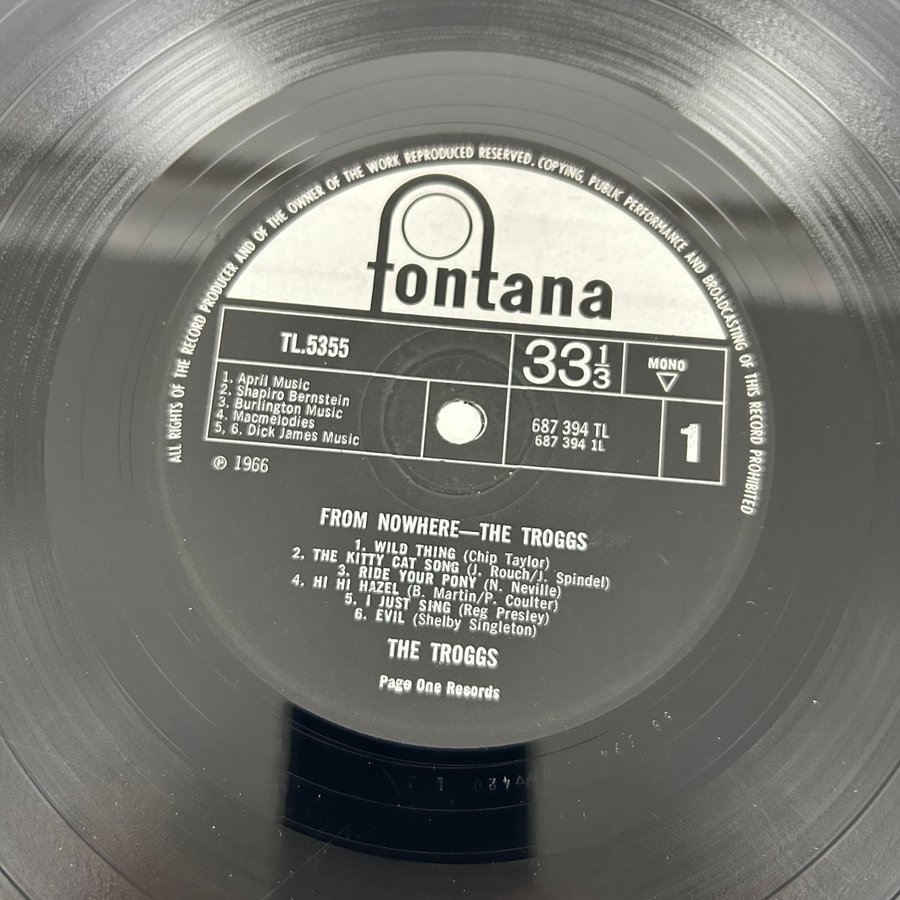 ALL RIGHTS OF THE RECORD PRODUCER AND OF THE OWNER OF THE WORK REPRODUCED RESERVED. COPYING, PUBLIC PERFORMANCE AND BROADCASTING OF THIS RECORD PROHIBITED
fontana
TL.5355
33 1/3
MONO
1. April Music
2. Shapiro Bernstein
3. Burlington Music
4. Macmelodies
5, 6. Dick James Music
687 394 TL
687 394 1L
1
℗ 1966
FROM NOWHERE—THE TROGGS
1. WILD THING (Chip Taylor)
2. THE KITTY CAT SONG (J. Rouch/J. Spindel)
3. RIDE YOUR PONY (N. Neville)
4. HI HI HAZEL (B. Martin/P. Coulter)
5. I JUST SING (Reg Presley)
6. EVIL (Shelby Singleton)
THE TROGGS
Page One Records